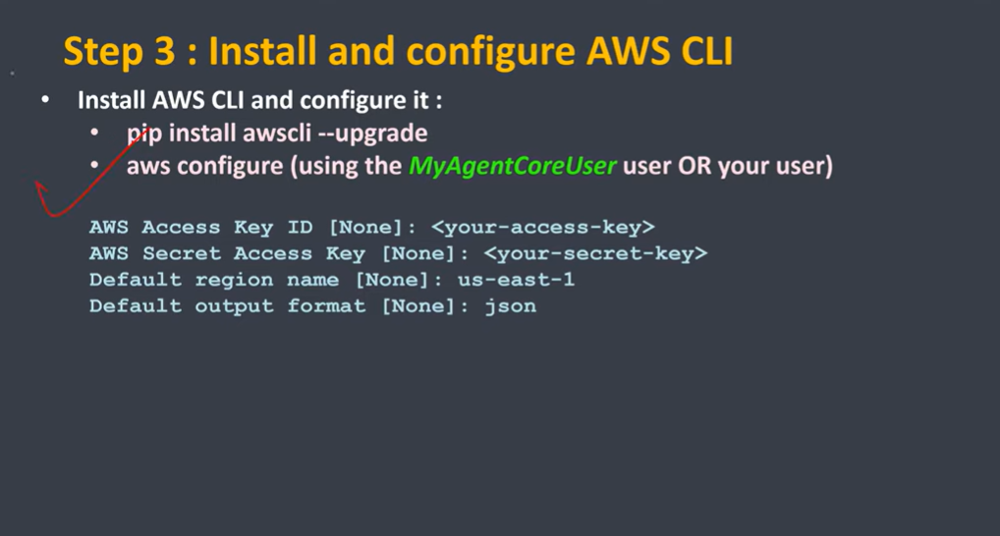 Step 3 : Install and configure AWS CLI
• Install AWS CLI and configure it :
• pip install awscli --upgrade
• aws configure (using the MyAgentCoreUser user OR your user)
AWS Access Key ID [None]: <your-access-key>
AWS Secret Access Key [None]: <your-secret-key>
Default region name [None]: us-east-1
Default output format [None]: json